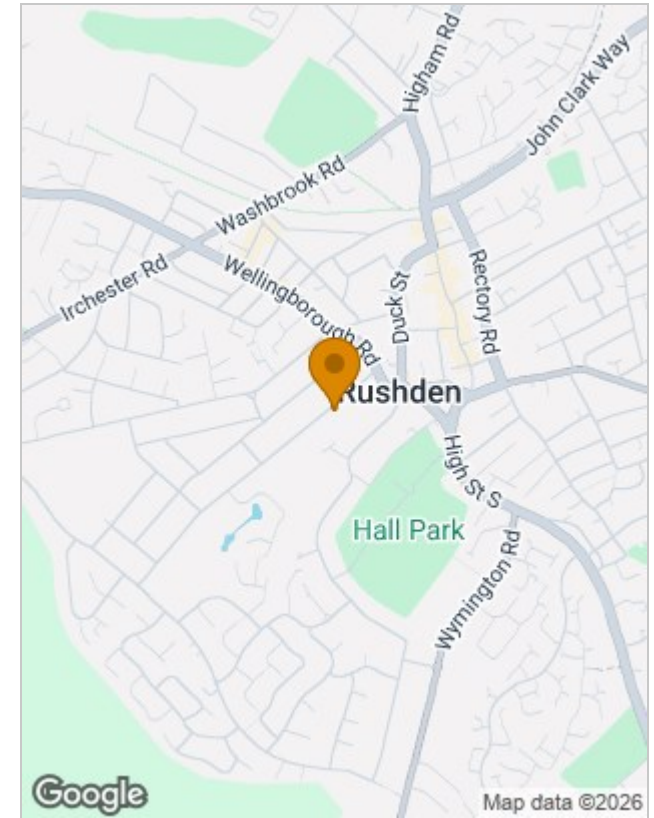 Higham Rd
John Clark Way
Washbrook Rd
Irchester Rd
Wellingborough Rd
Duck St
Rectory Rd
Rushden
High St S
Hall Park
Wymington Rd
Google
Map data ©2026